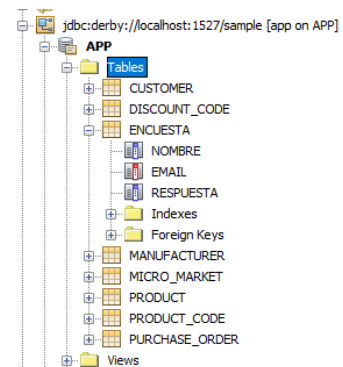 jdbc:derby://localhost:1527/sample [app on APP]
APP
Tables
CUSTOMER
DISCOUNT_CODE
ENCUESTA
NOMBRE
EMAIL
RESPUESTA
Indexes
Foreign Keys
MANUFACTURER
MICRO_MARKET
PRODUCT
PRODUCT_CODE
PURCHASE_ORDER
Views